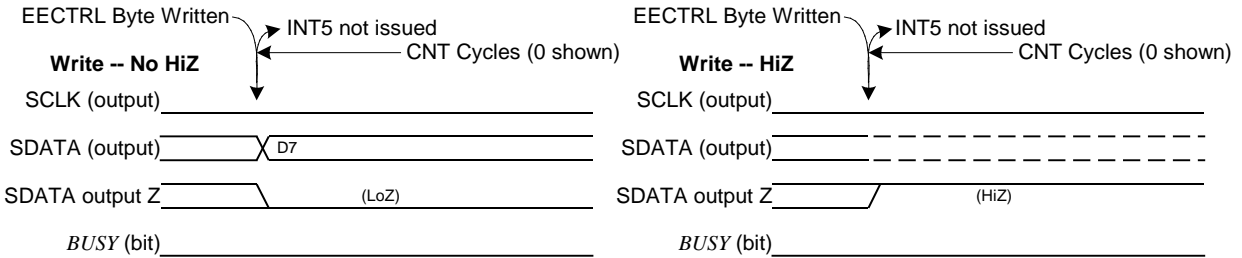 EECTRL Byte Written
INT5 not issued
CNT Cycles (0 shown)
Write -- No HiZ
SCLK (output)
SDATA (output)
D7
SDATA output Z
(LoZ)
BUSY (bit)
EECTRL Byte Written
INT5 not issued
CNT Cycles (0 shown)
Write -- HiZ
SCLK (output)
SDATA (output)
SDATA output Z
(HiZ)
BUSY (bit)